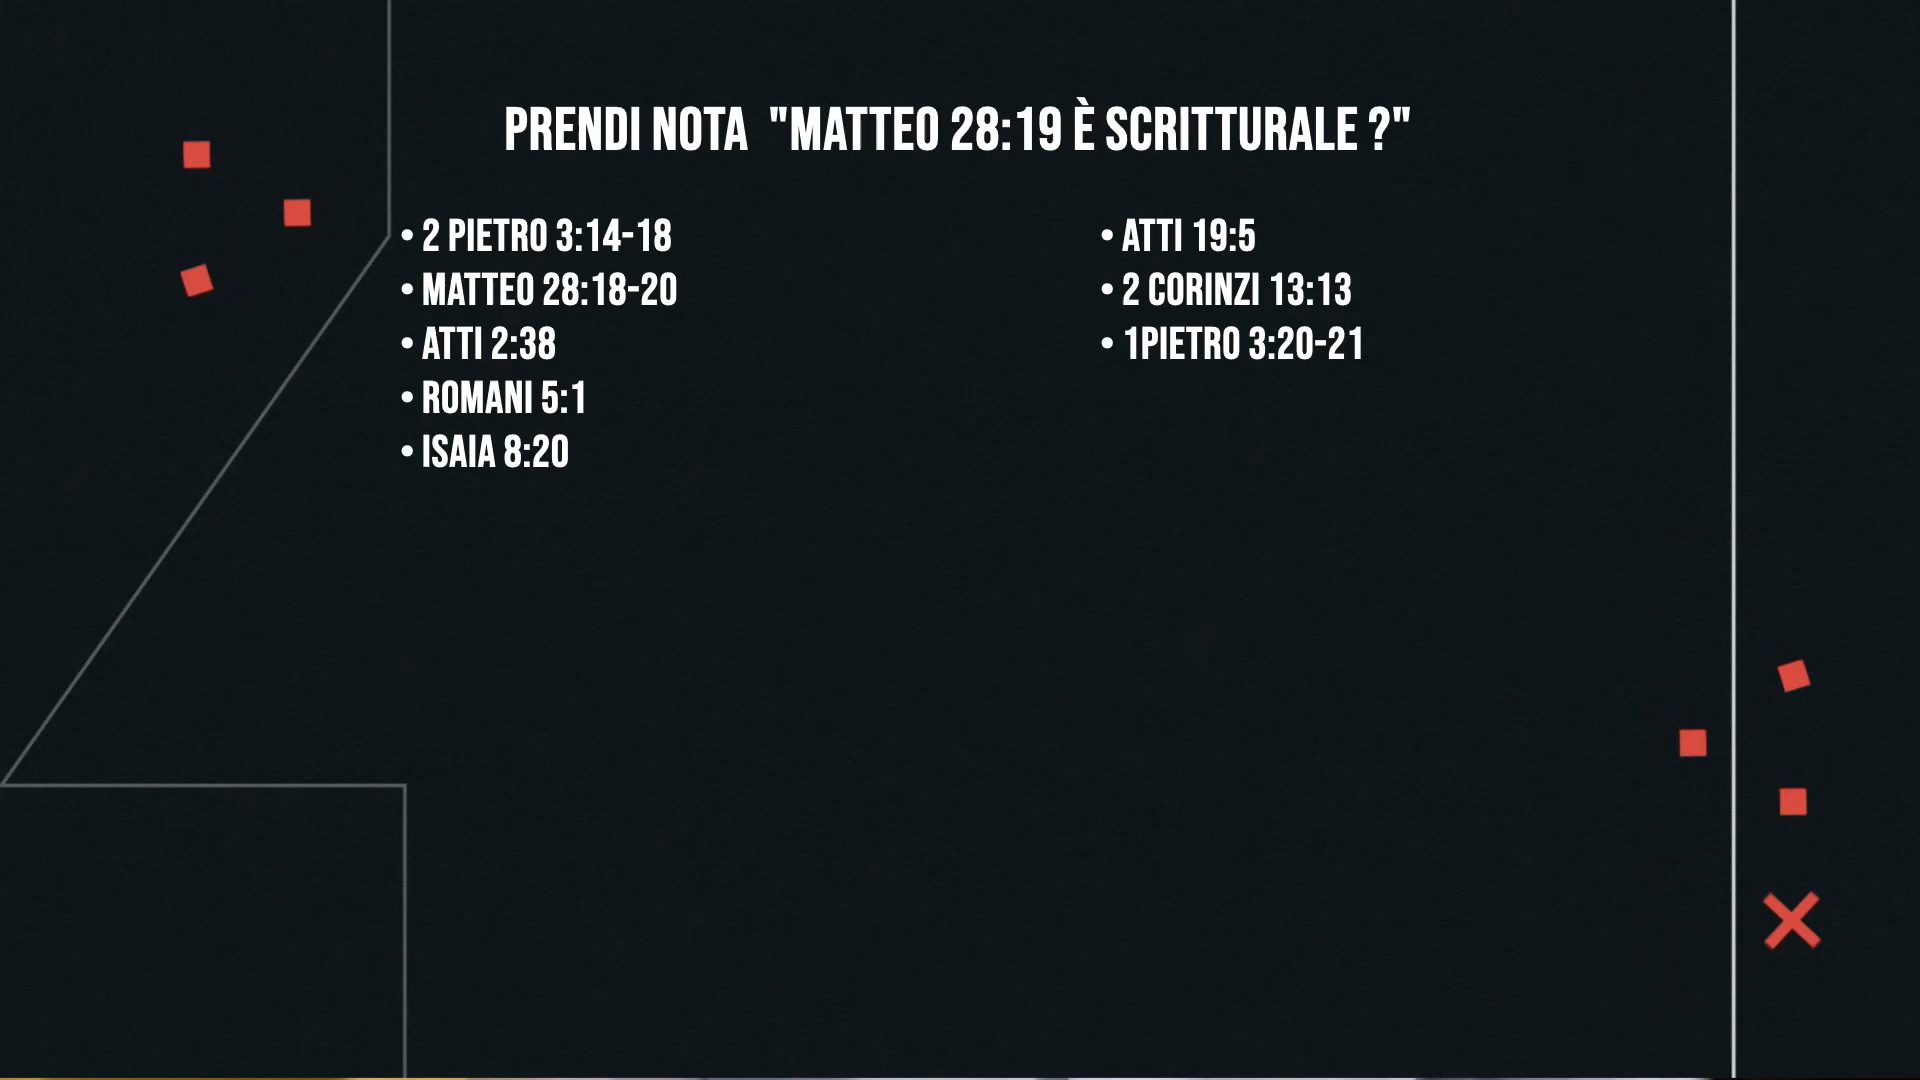 PRENDI NOTA "MATTEO 28:19 È SCRITTURALE ?"
• 2 PIETRO 3:14-18
• MATTEO 28:18-20
• ATTI 2:38
• ROMANI 5:1
• ISAIA 8:20
• ATTI 19:5
• 2 CORINZI 13:13
• 1PIETRO 3:20-21